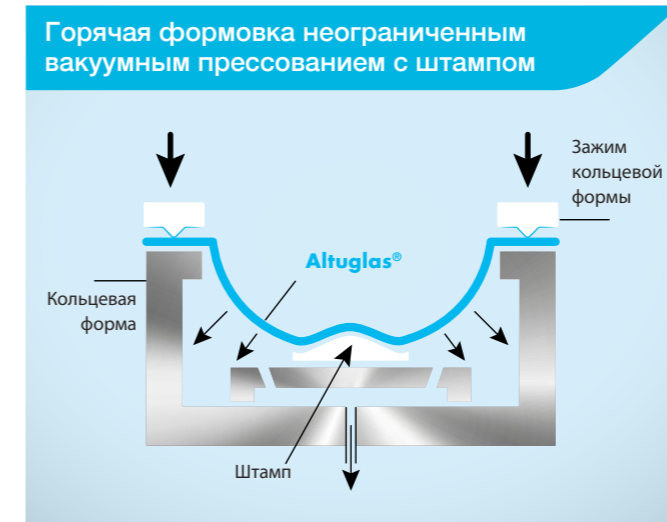 Горячая формовка неограниченным
вакуумным прессованием с штампом
Зажим
кольцевой
формы
Altuglas®
Кольцевая
форма
Штамп